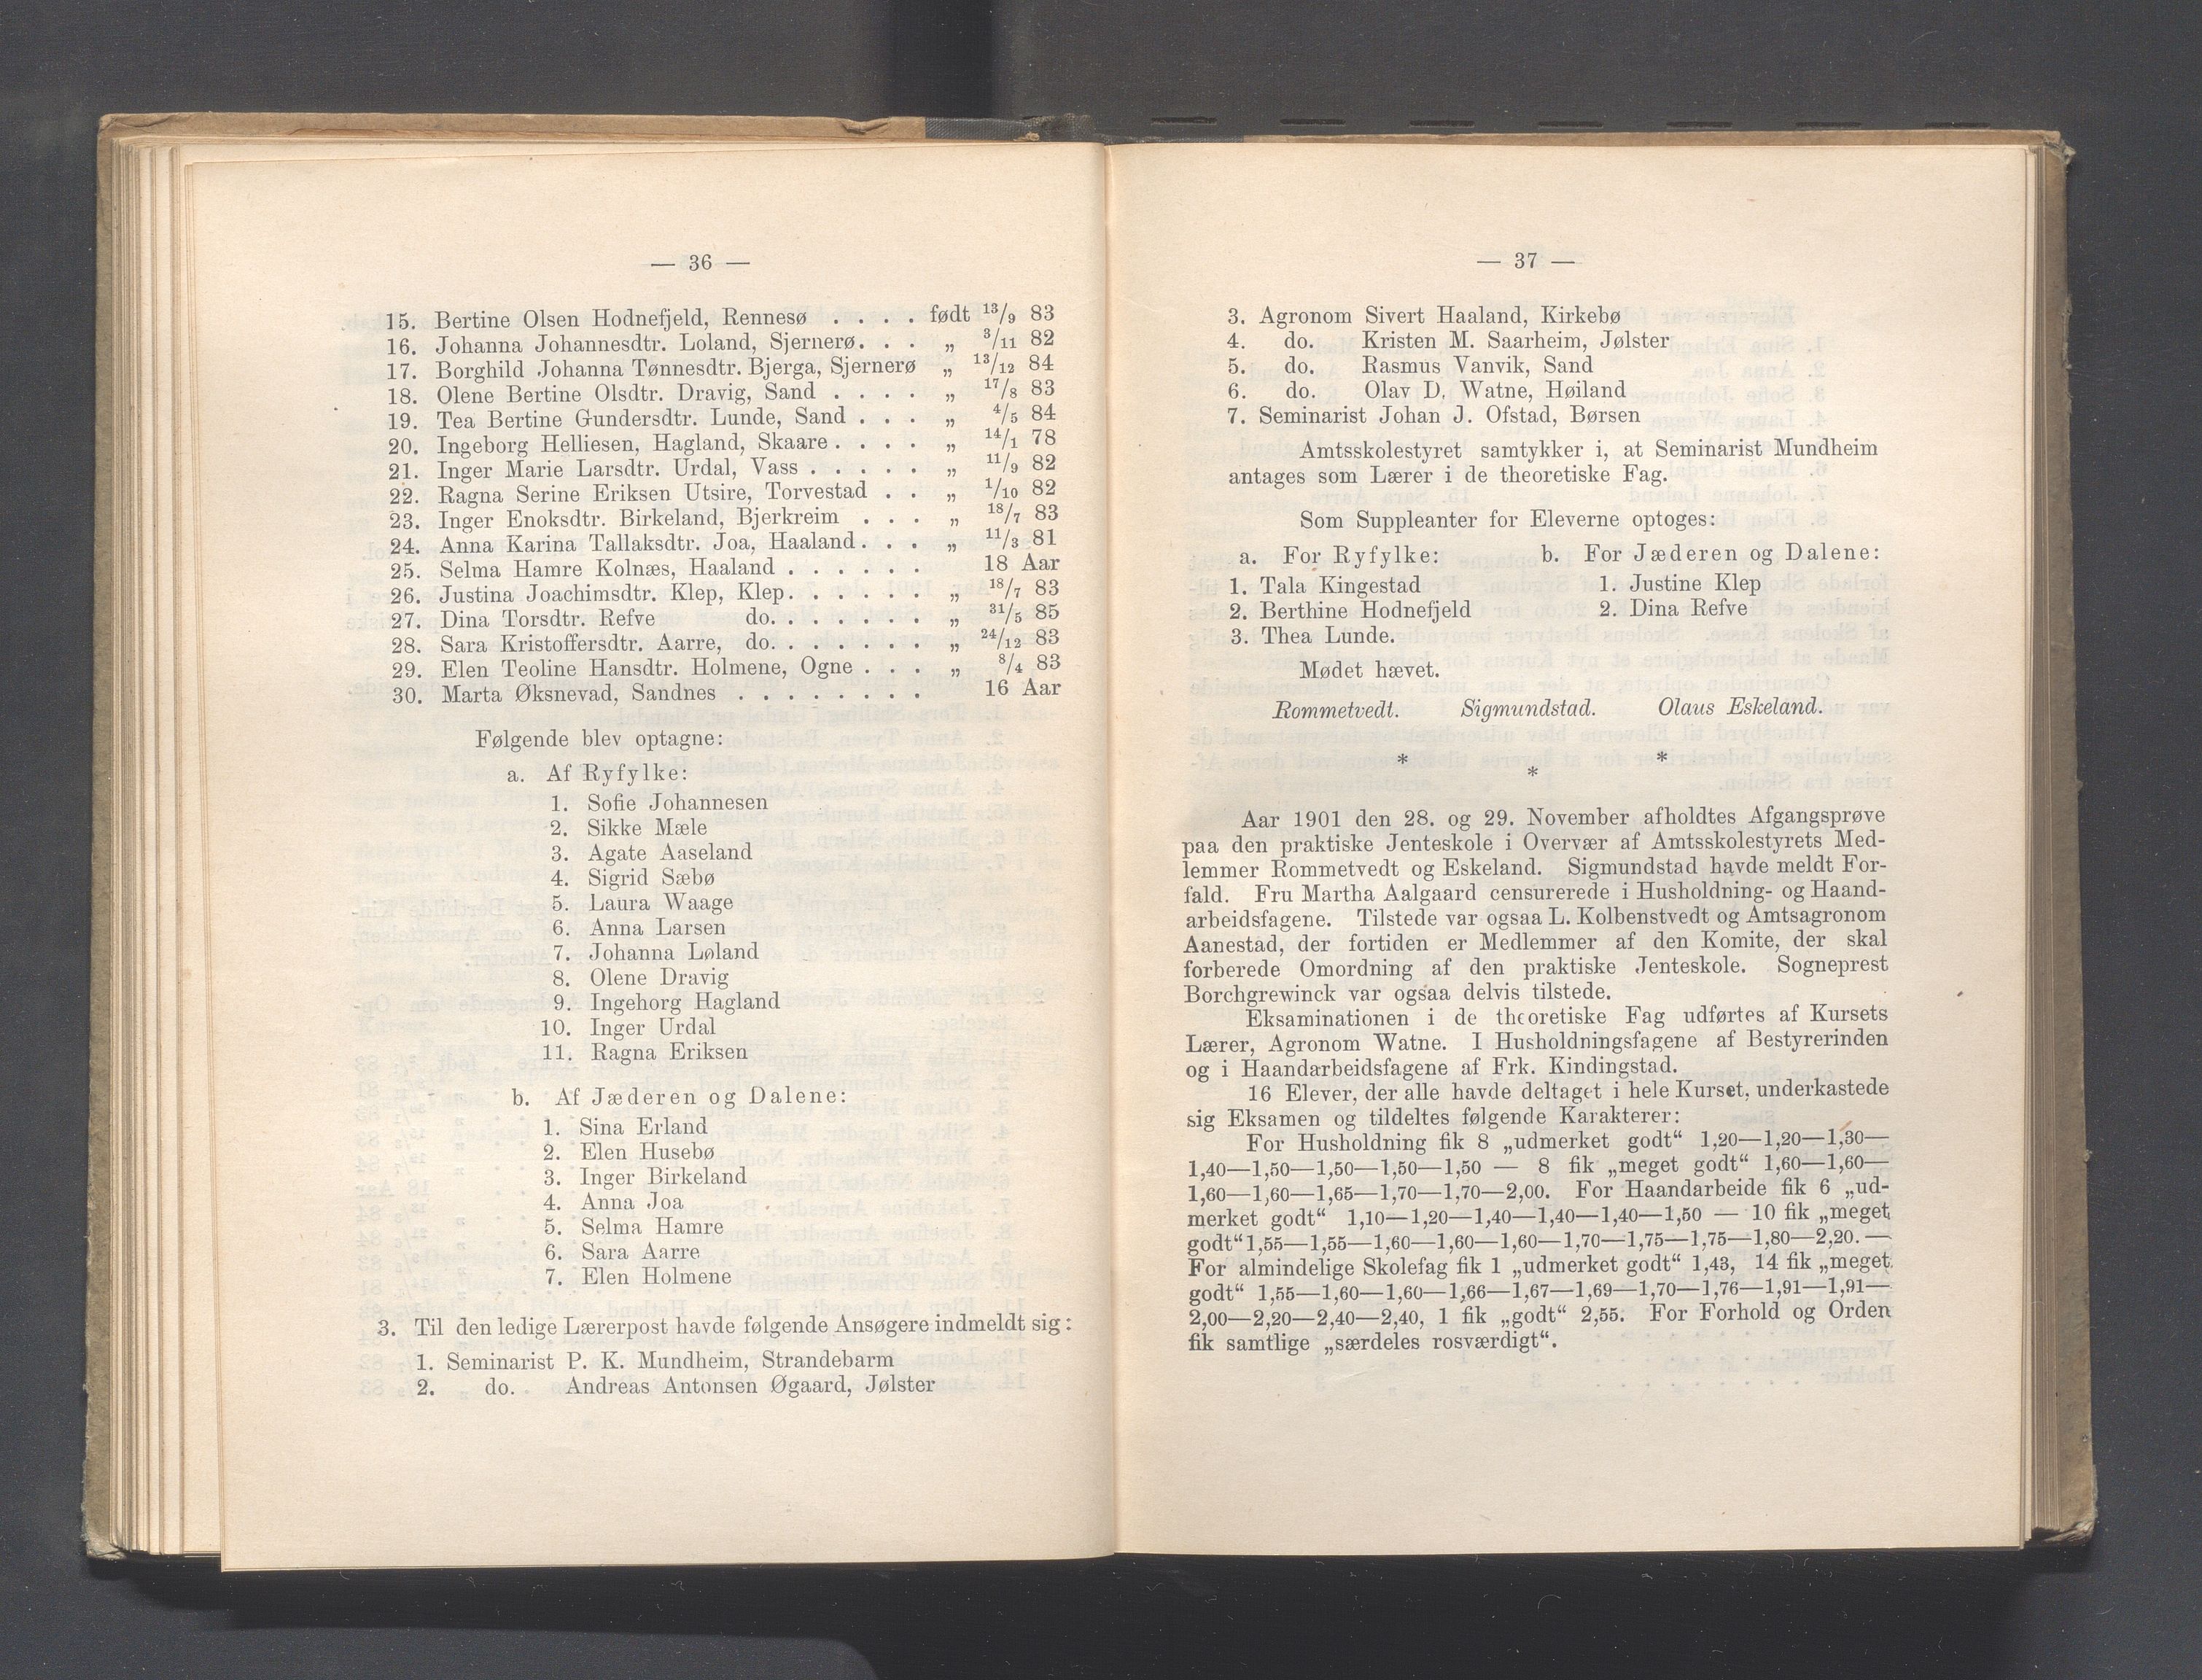 — 36 —
15. Bertine Olsen Hodnefjeld, Rennesø . . . . født 13/9 83
16. Johanna Johannesdtr. Loland, Sjernerø. . . „ 3/11 82
17. Borghild Johanna Tønnesdtr. Bjerga, Sjernerø „ 13/12 84
18. Olene Bertine Olsdtr. Dravig, Sand . . . . „ 17/8 83
19. Tea Bertine Gundersdtr. Lunde, Sand . . . „ 4/5 84
20. Ingeborg Helliesen, Hagland, Skaare . . . . „ 14/1 78
21. Inger Marie Larsdtr. Urdal, Vass . . . . . „ 11/9 82
22. Ragna Serine Eriksen Utsire, Torvestad . . „ 1/10 82
23. Inger Enoksdtr. Birkeland, Bjerkreim . . . „ 18/7 83
24. Anna Karina Tallaksdtr. Joa, Haaland . . . „ 11/3 81
25. Selma Hamre Kolnæs, Haaland . . . . . . 18 Aar
26. Justina Joachimsdtr. Klep, Klep. . . . . . „ 18/7 83
27. Dina Torsdtr. Refve do. . . . . . . „ 31/5 85
28. Sara Kristoffersdtr. Aarre, do. . . . . . . „ 24/12 83
29. Elen Teoline Hansdtr. Holmene, Ogne . . . „ 8/4 83
30. Marta Øksnevad, Sandnes . . . . . . . . 16 Aar
Følgende blev optagne:
a. Af Ryfylke:
1. Sofie Johannesen
2. Sikke Mæle
3. Agate Aaseland
4. Sigrid Sæbø
5. Laura Waage
6. Anna Larsen
7. Johanna Løland
8. Olene Dravig
9. Ingehorg Hagland
10. Inger Urdal
11. Ragna Eriksen
b. Af Jæderen og Dalene:
1. Sina Erland
2. Elen Husebø
3. Inger Birkeland
4. Anna Joa
5. Selma Hamre
6. Sara Aarre
7. Elen Holmene
3. Til den ledige Lærerpost havde følgende Ansøgere indmeldt sig:
1. Seminarist P. K. Mundheim, Strandebarm
2. do. Andreas Antonsen Øgaard, Jølster
— 37 —
3. Agronom Sivert Haaland, Kirkebø
4. do. Kristen M. Saarheim, Jølster
5. do. Rasmus Vanvik, Sand
6. do. Olav D. Watne, Høiland
7. Seminarist Johan J. Ofstad, Børsen
Amtsskolestyret samtykker i, at Seminarist Mundheim
antages som Lærer i de theoretiske Fag.
Som Suppleanter for Eleverne optoges:
a. For Ryfylke: b. For Jæderen og Dalene:
1. Tala Kingestad 1. Justine Klep
2. Berthine Hodnefjeld 2. Dina Refve
3. Thea Lunde.
Mødet hævet.
Rommetvedt. Sigmundstad. Olaus Eskeland.
* * *
Aar 1901 den 28. og 29. November afholdtes Afgangsprøve
paa den praktiske Jenteskole i Overvær af Amtsskolestyrets Med-
lemmer Rommetvedt og Eskeland. Sigmundstad havde meldt For-
fald. Fru Martha Aalgaard censurerede i Husholdning- og Haand-
arbeidsfagene. Tilstede var ogsaa L. Kolbenstvedt og Amtsagronom
Aanestad, der fortiden er Medlemmer af den Komite, der skal
forberede Omordning af den praktiske Jenteskole. Sogneprest
Borchgrewinck var ogsaa delvis tilstede.
Eksaminationen i de theoretiske Fag udførtes af Kursets
Lærer, Agronom Watne. I Husholdningsfagene af Bestyrerinden
og i Haandarbeidsfagene af Frk. Kindingstad.
16 Elever, der alle havde deltaget i hele Kurset, underkastede
sig Eksamen og tildeltes følgende Karakterer:
For Husholdning fik 8 „udmerket godt“ 1,20—1,20—1,30—
1,40—1,50—1,50—1,50—1,50 — 8 fik „meget godt“ 1,60—1,60—
1,60—1,60—1,65—1,70—1,70—2,00. For Haandarbeide fik 6 „ud-
merket godt“ 1,10—1,20—1,40—1,40—1,40—1,50 — 10 fik „meget
godt“ 1,55—1,55—1,60—1,60—1,60—1,70—1,75—1,75—1,80—2,20. —
For almindelige Skolefag fik 1 „udmerket godt“ 1,43, 14 fik „meget
godt“ 1,55—1,60—1,60—1,66—1,67—1,69—1,70—1,76—1,91—1,91—
2,00—2,20—2,40—2,40, 1 fik „godt“ 2,55. For Forhold og Orden
fik samtlige „særdeles rosværdigt“.